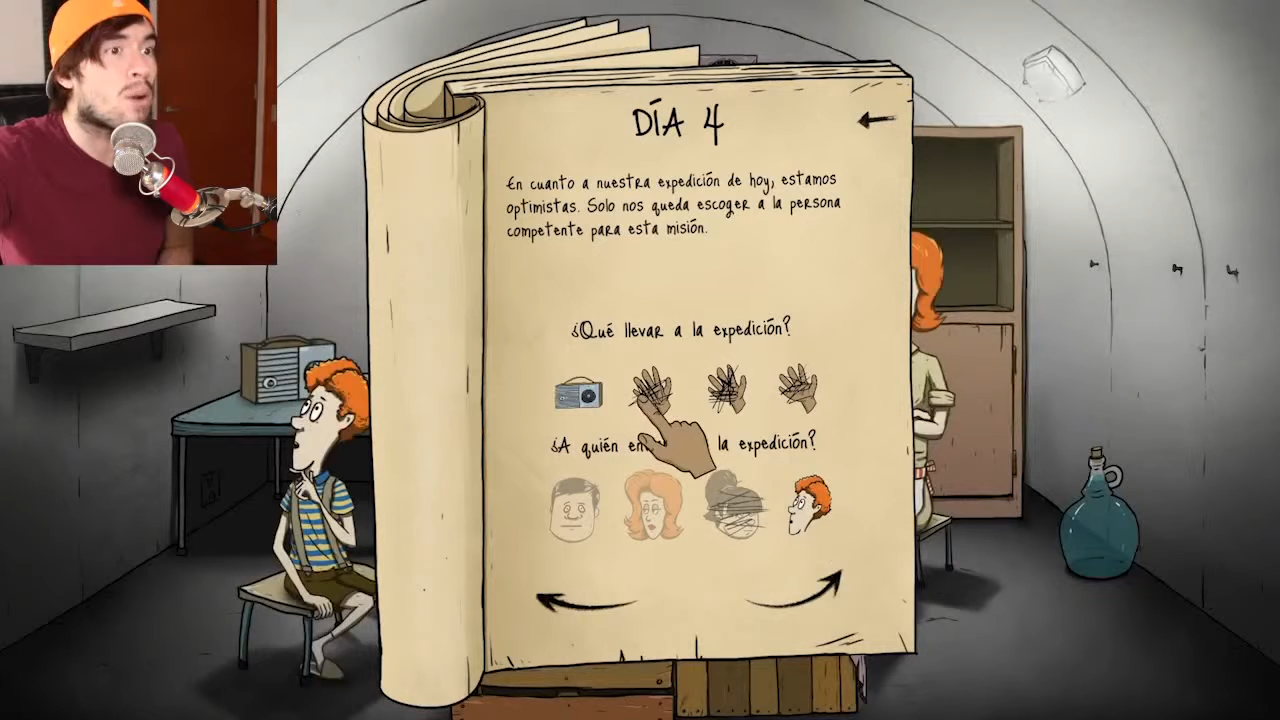 DÍA 4
En cuanto a nuestra expedición de hoy, estamos
optimistas. Solo nos queda escoger a la persona
competente para esta misión.
¿Qué llevar a la expedición?
¿A quién en la expedición?